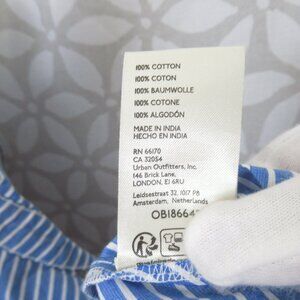 100% COTTON
100% COTON
100% BAUMWOLLE
100% COTONE
100% ALGODÓN
MADE IN INDIA
HECHO EN INDIA
RN 66170
CA 32054
Urban Outfitters, Inc.
146 Brick Lane,
LONDON, E1 6RU
Leidsestraat 32, 1017 PB
Amsterdam, Netherlands